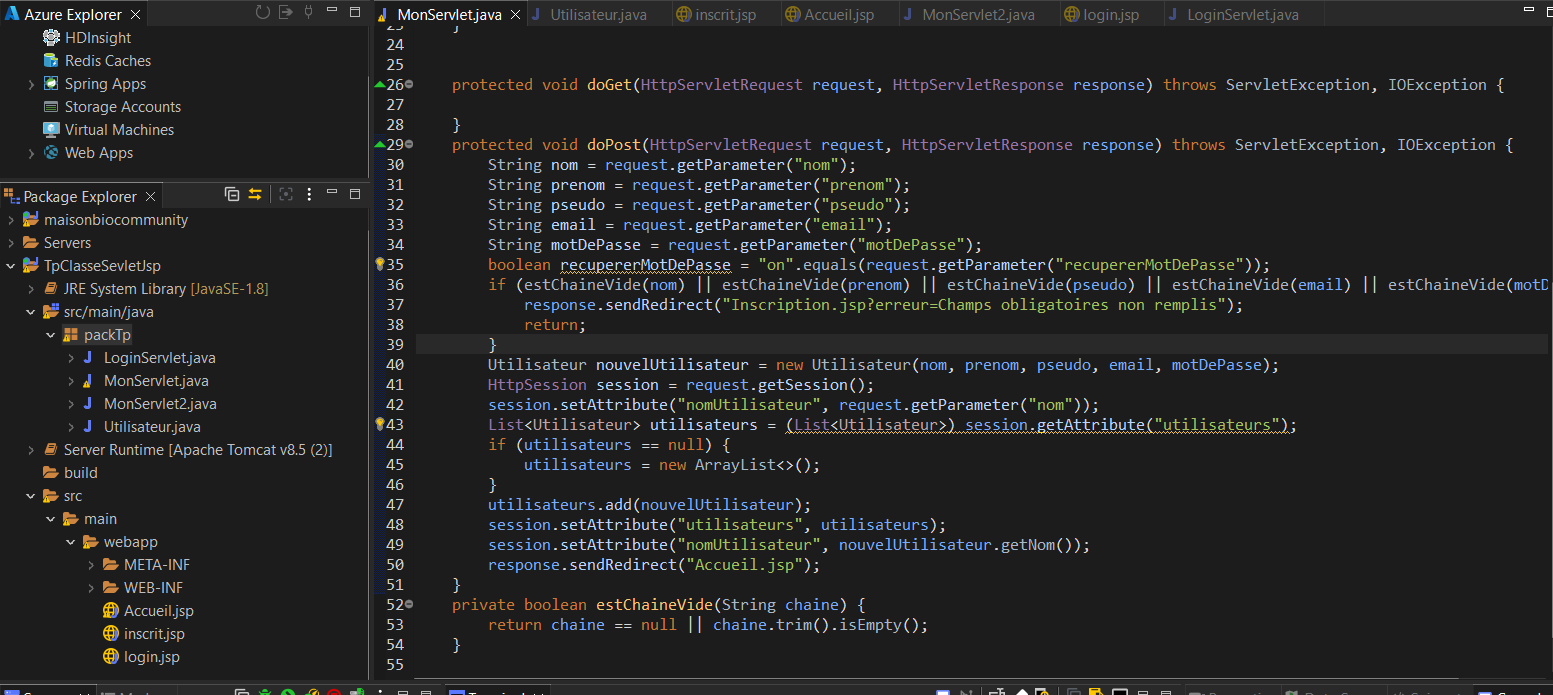 Azure Explorer
HDInsight
Redis Caches
Spring Apps
Storage Accounts
Virtual Machines
Web Apps
Package Explorer
maisonbiocommunity
Servers
TpClasseSevletJsp
JRE System Library [JavaSE-1.8]
src/main/java
packTp
LoginServlet.java
MonServlet.java
MonServlet2.java
Utilisateur.java
Server Runtime [Apache Tomcat v8.5 (2)]
build
src
main
webapp
META-INF
WEB-INF
Accueil.jsp
inscrit.jsp
login.jsp
MonServlet.java Utilisateur.java inscrit.jsp Accueil.jsp MonServlet2.java login.jsp LoginServlet.java
23 }
24
25
26 protected void doGet(HttpServletRequest request, HttpServletResponse response) throws ServletException, IOException {
27
28 }
29 protected void doPost(HttpServletRequest request, HttpServletResponse response) throws ServletException, IOException {
30 String nom = request.getParameter("nom");
31 String prenom = request.getParameter("prenom");
32 String pseudo = request.getParameter("pseudo");
33 String email = request.getParameter("email");
34 String motDePasse = request.getParameter("motDePasse");
35 boolean recupererMotDePasse = "on".equals(request.getParameter("recupererMotDePasse"));
36 if (estChaineVide(nom) || estChaineVide(prenom) || estChaineVide(pseudo) || estChaineVide(email) || estChaineVide(motD
37 response.sendRedirect("Inscription.jsp?erreur=Champs obligatoires non remplis");
38 return;
39 }
40 Utilisateur nouvelUtilisateur = new Utilisateur(nom, prenom, pseudo, email, motDePasse);
41 HttpSession session = request.getSession();
42 session.setAttribute("nomUtilisateur", request.getParameter("nom"));
43 List<Utilisateur> utilisateurs = (List<Utilisateur>) session.getAttribute("utilisateurs");
44 if (utilisateurs == null) {
45 utilisateurs = new ArrayList<>();
46 }
47 utilisateurs.add(nouvelUtilisateur);
48 session.setAttribute("utilisateurs", utilisateurs);
49 session.setAttribute("nomUtilisateur", nouvelUtilisateur.getNom());
50 response.sendRedirect("Accueil.jsp");
51 }
52 private boolean estChaineVide(String chaine) {
53 return chaine == null || chaine.trim().isEmpty();
54 }
55